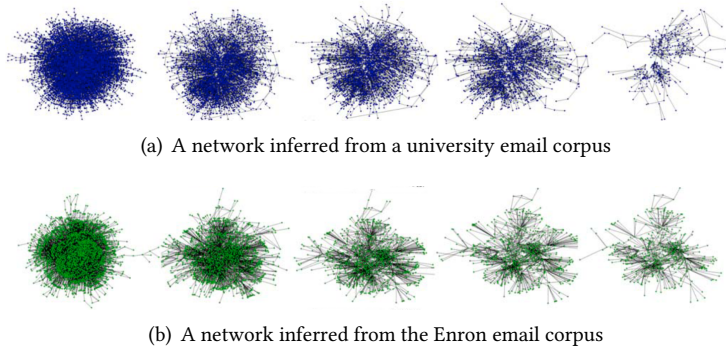 (a) A network inferred from a university email corpus
(b) A network inferred from the Enron email corpus